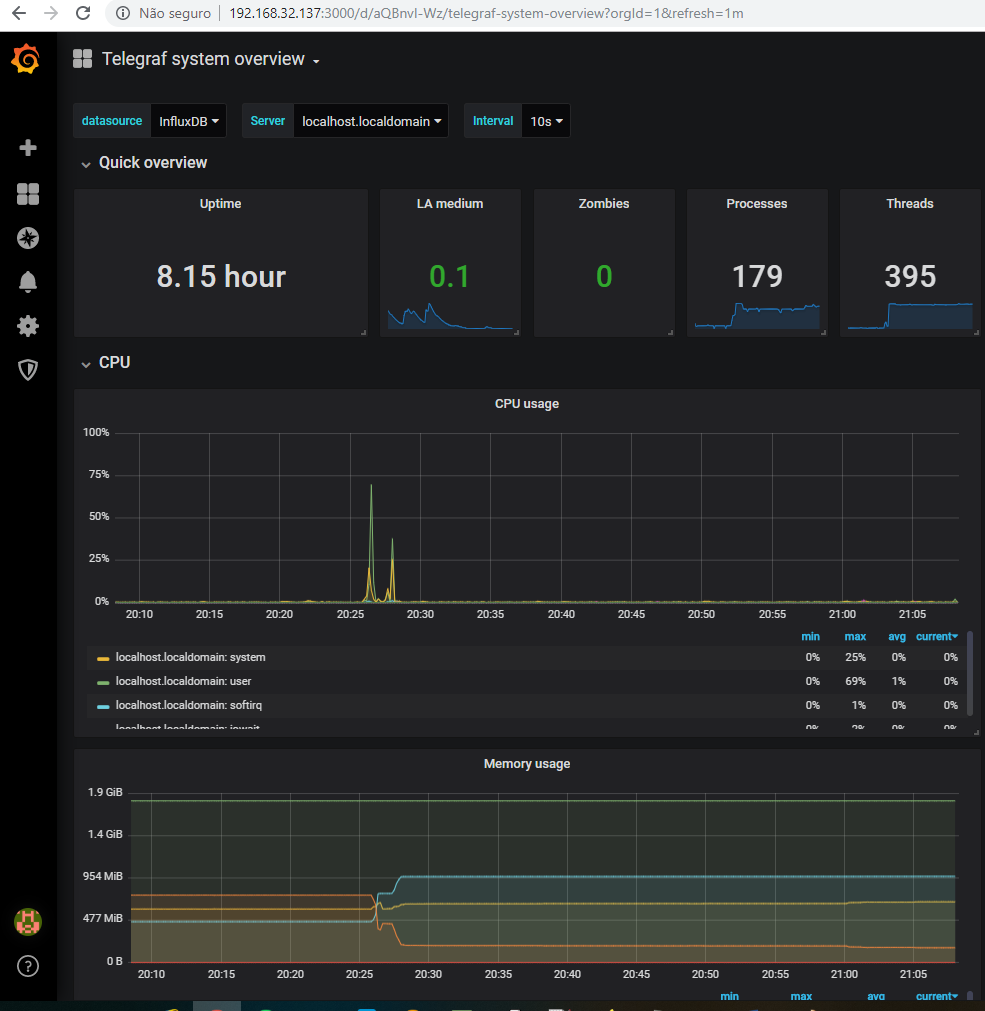 Não seguro 192.168.32.137:3000/d/aQBnvl-Wz/telegraf-system-overview?orgId=1&refresh=1m
Telegraf system overview
datasource InfluxDB Server localhost.localdomain Interval 10s
Quick overview
Uptime LA medium Zombies Processes Threads
8.15 hour 0.1 0 179 395
CPU
CPU usage
100%
75%
50%
25%
0%
20:10 20:15 20:20 20:25 20:30 20:35 20:40 20:45 20:50 20:55 21:00 21:05
min max avg current
localhost.localdomain: system 0% 25% 0% 0%
localhost.localdomain: user 0% 69% 1% 0%
localhost.localdomain: softirq 0% 1% 0% 0%
localhost.localdomain: iowait 0% 2% 0% 0%
Memory usage
1.9 GiB
1.4 GiB
954 MiB
477 MiB
0 B
20:10 20:15 20:20 20:25 20:30 20:35 20:40 20:45 20:50 20:55 21:00 21:05
min max avg current